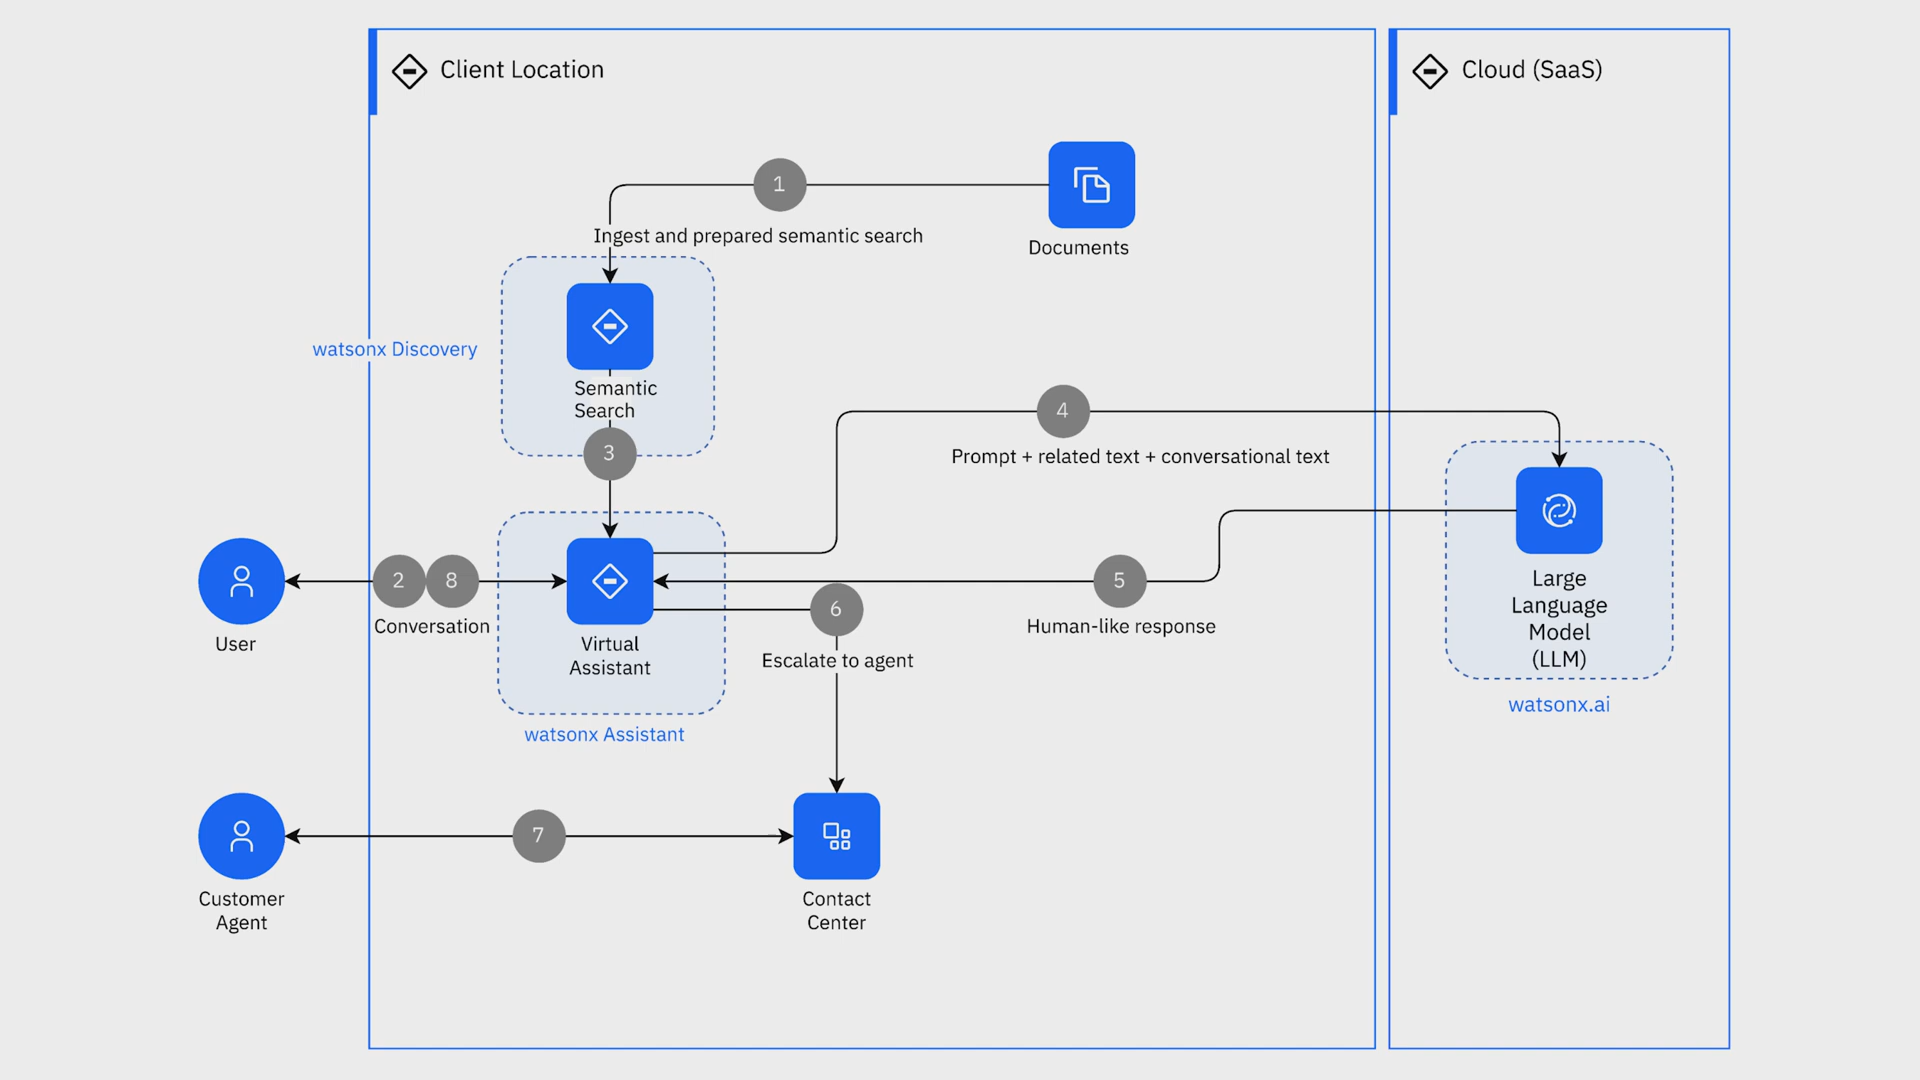 Client Location
Cloud (SaaS)
1
Ingest and prepared semantic search
Documents
watsonx Discovery
Semantic
Search
3
4
Prompt + related text + conversational text
2
8
Conversation
User
Virtual
Assistant
watsonx Assistant
5
Human-like response
6
Escalate to agent
Large
Language
Model
(LLM)
watsonx.ai
7
Customer
Agent
Contact
Center